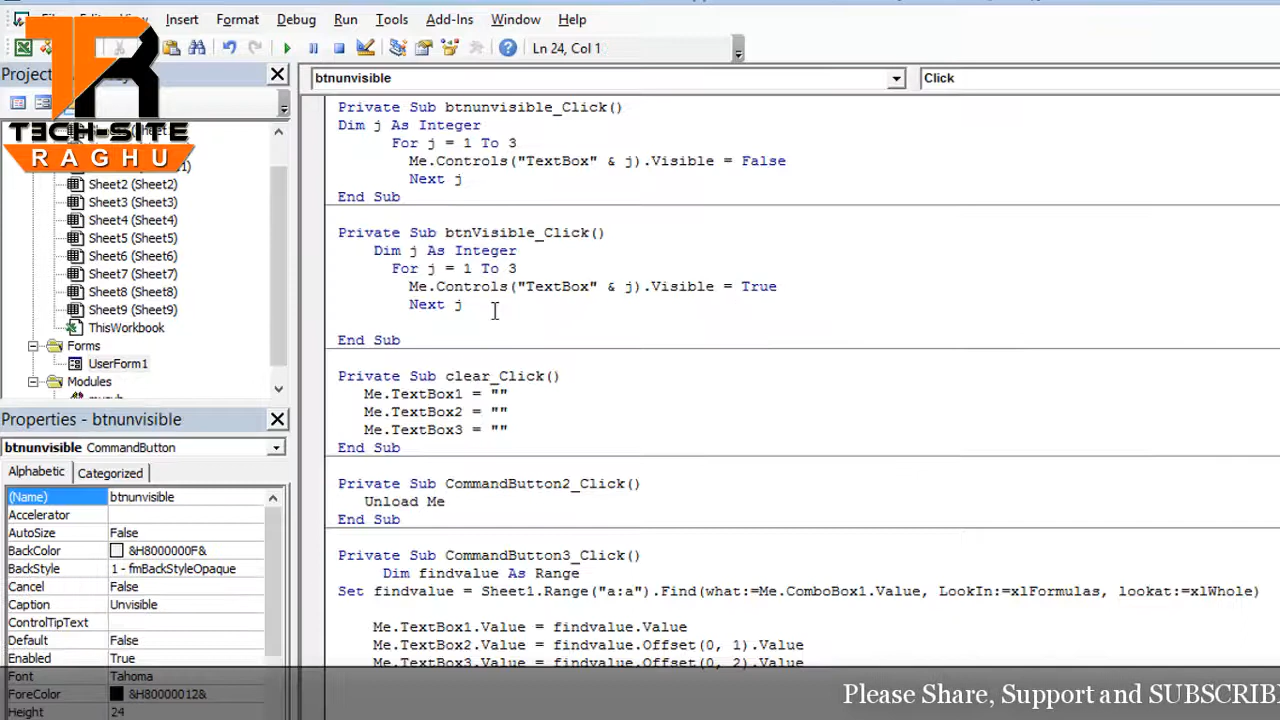 File Edit View Insert Format Debug Run Tools Add-Ins Window Help
Ln 24, Col 1
TECH-SITE
RAGHU
btnunvisible
Click
Private Sub btnunvisible_Click()
Dim j As Integer
For j = 1 To 3
Me.Controls("TextBox" & j).Visible = False
Next j
End Sub
Private Sub btnVisible_Click()
Dim j As Integer
For j = 1 To 3
Me.Controls("TextBox" & j).Visible = True
Next j
End Sub
Private Sub clear_Click()
Me.TextBox1 = ""
Me.TextBox2 = ""
Me.TextBox3 = ""
End Sub
Private Sub CommandButton2_Click()
Unload Me
End Sub
Private Sub CommandButton3_Click()
Dim findvalue As Range
Set findvalue = Sheet1.Range("a:a").Find(what:=Me.ComboBox1.Value, LookIn:=xlFormulas, lookat:=xlWhole)
Me.TextBox1.Value = findvalue.Value
Me.TextBox2.Value = findvalue.Offset(0, 1).Value
Me.TextBox3.Value = findvalue.Offset(0, 2).Value
Sheet2 (Sheet2)
Sheet3 (Sheet3)
Sheet4 (Sheet4)
Sheet5 (Sheet5)
Sheet6 (Sheet6)
Sheet7 (Sheet7)
Sheet8 (Sheet8)
Sheet9 (Sheet9)
ThisWorkbook
Forms
UserForm1
Modules
Properties - btnunvisible
btnunvisible CommandButton
Alphabetic Categorized
(Name) btnunvisible
Accelerator
AutoSize False
BackColor &H8000000F&
BackStyle 1 - fmBackStyleOpaque
Cancel False
Caption Unvisible
ControlTipText
Default False
Enabled True
Font Tahoma
ForeColor &H80000012&
Height 24
Please Share, Support and SUBSCRIB